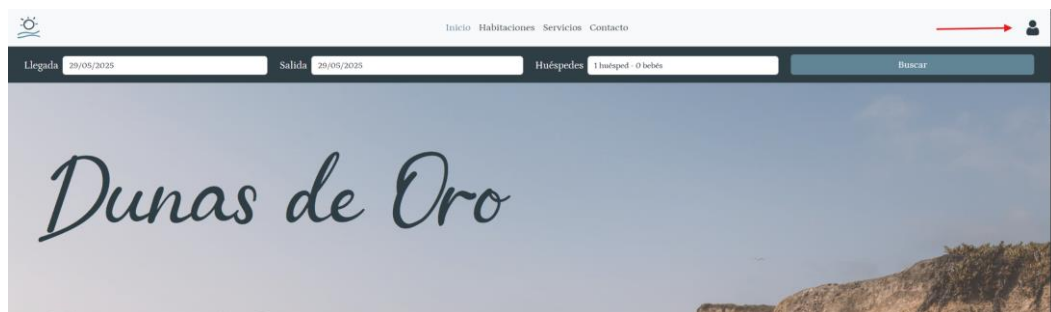 Inicio Habitaciones Servicios Contacto
Llegada 29/05/2025 Salida 29/05/2025 Huéspedes 1 huésped - 0 bebés Buscar
Dunas de Oro